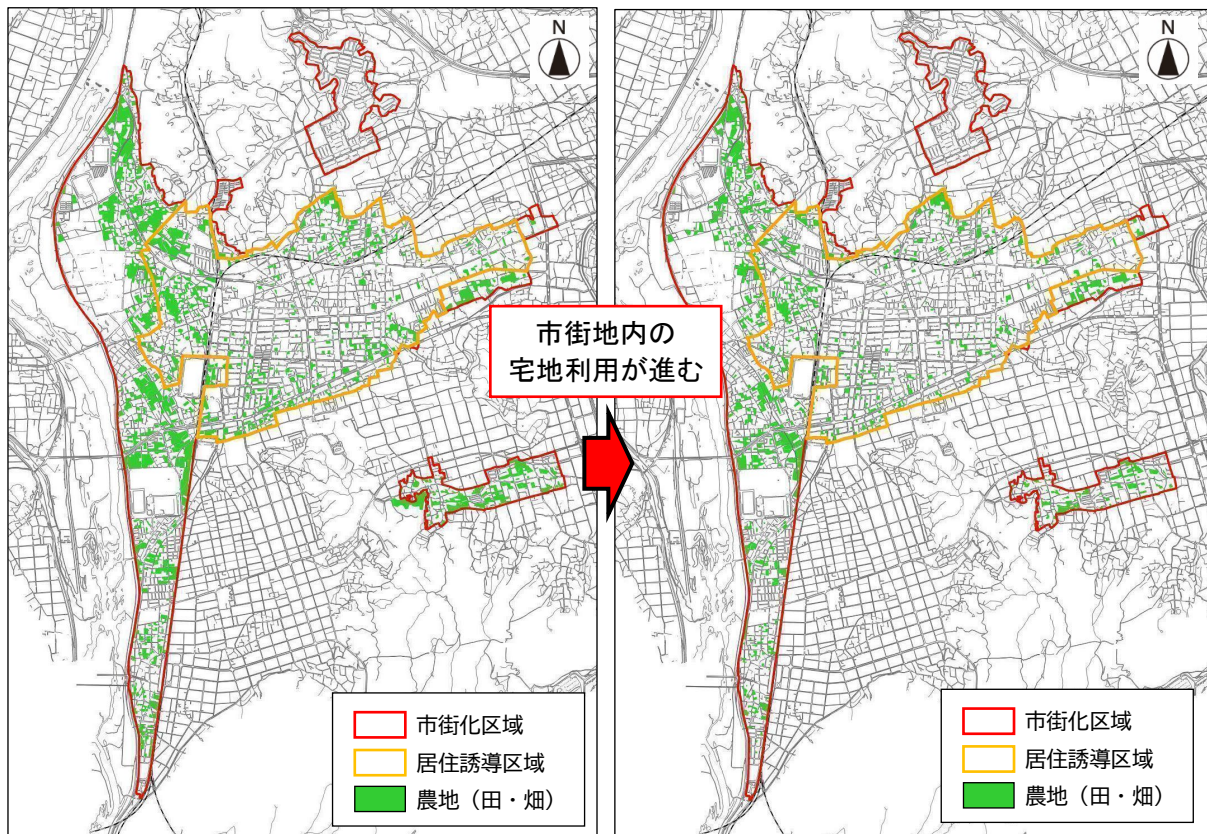 N
市街化区域
居住誘導区域
農地（田・畑）
市街地内の
宅地利用が進む
N
市街化区域
居住誘導区域
農地（田・畑）